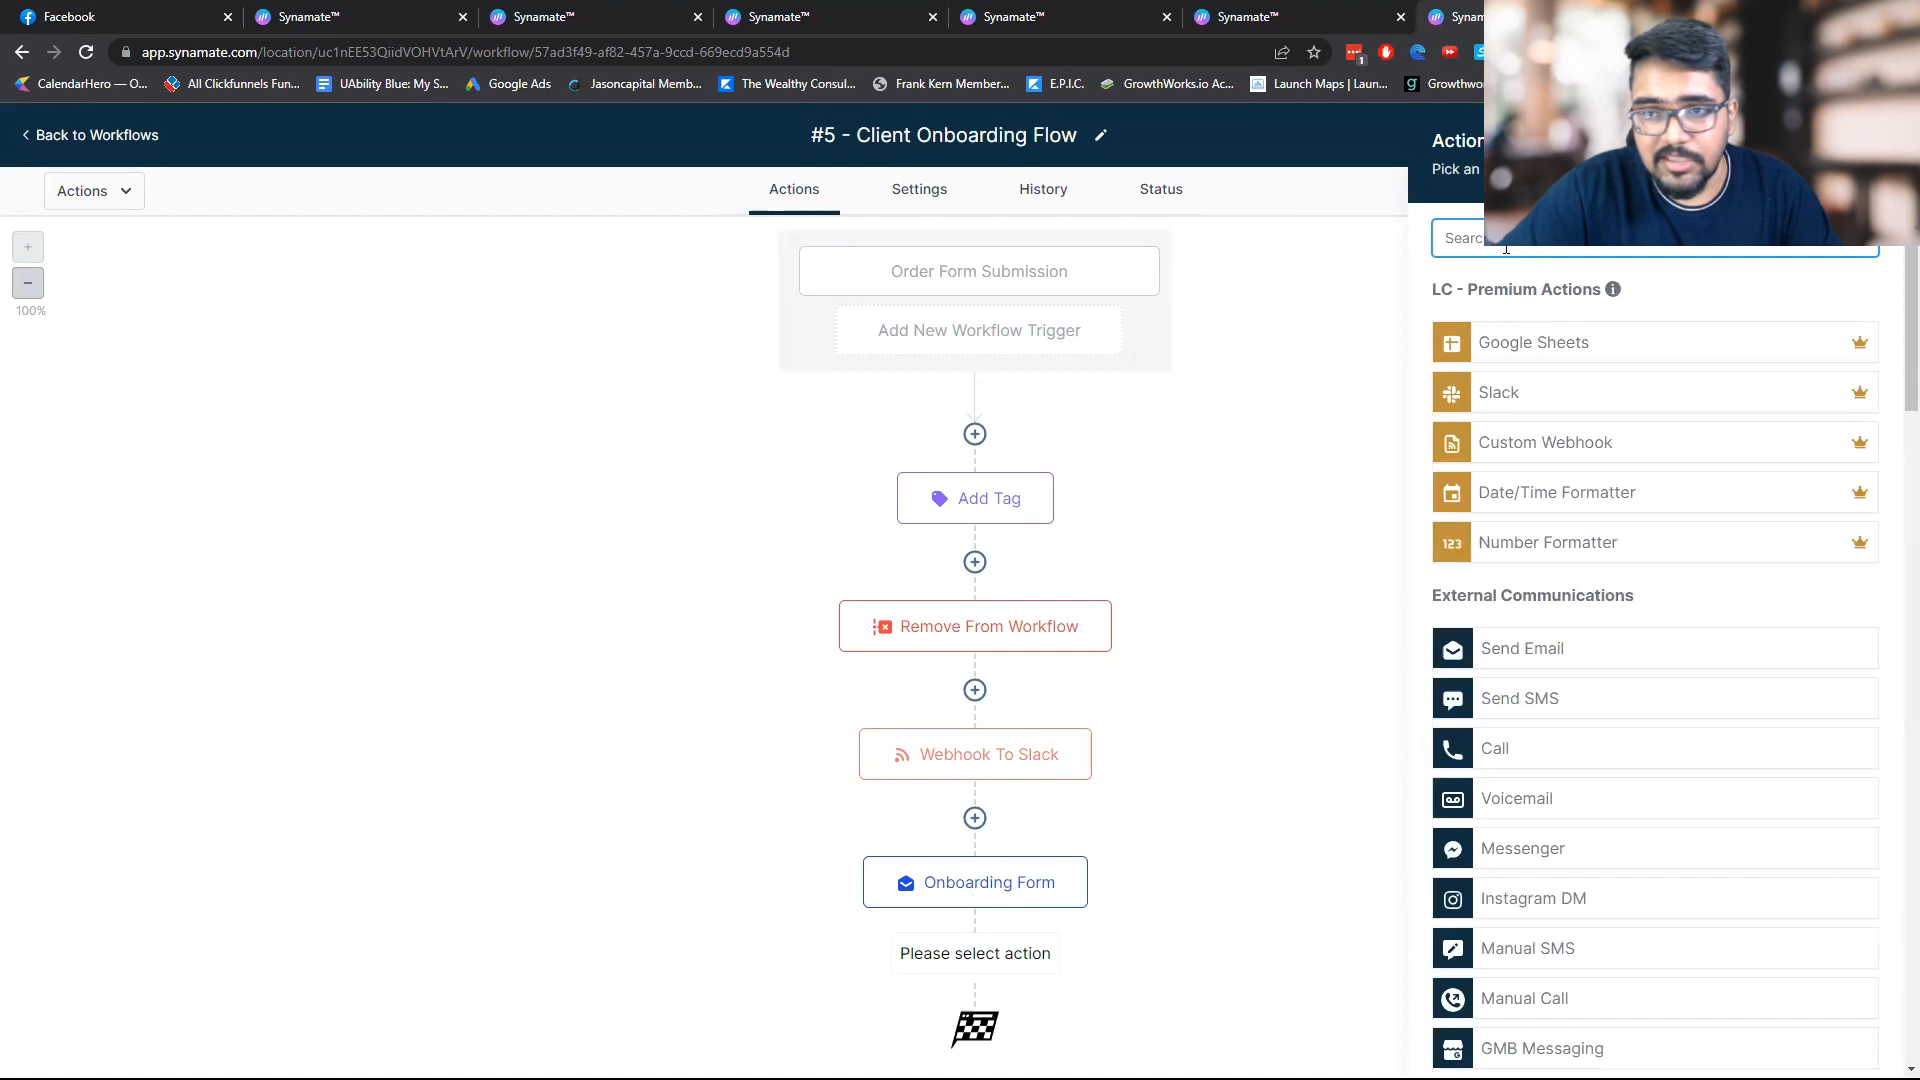 Facebook
Synamate™
Synamate™
Synamate™
Synamate™
Synamate™
Synam
app.synamate.com/location/uc1nEE53QiidVOHVtArV/workflow/57ad3f49-af82-457a-9ccd-669ecd9a554d
1
CalendarHero — O...
All Clickfunnels Fun...
UAbility Blue: My S...
Google Ads
Jasoncapital Memb...
The Wealthy Consul...
Frank Kern Member...
E.P.I.C.
GrowthWorks.io Ac...
Launch Maps | Laun...
Growthwo
Back to Workflows
#5 - Client Onboarding Flow
Action
Pick an
Actions
Actions
Settings
History
Status
100%
Order Form Submission
Add New Workflow Trigger
Add Tag
Remove From Workflow
Webhook To Slack
Onboarding Form
Please select action
Searc
LC - Premium Actions
Google Sheets
Slack
Custom Webhook
Date/Time Formatter
123 Number Formatter
External Communications
Send Email
Send SMS
Call
Voicemail
Messenger
Instagram DM
Manual SMS
Manual Call
GMB Messaging